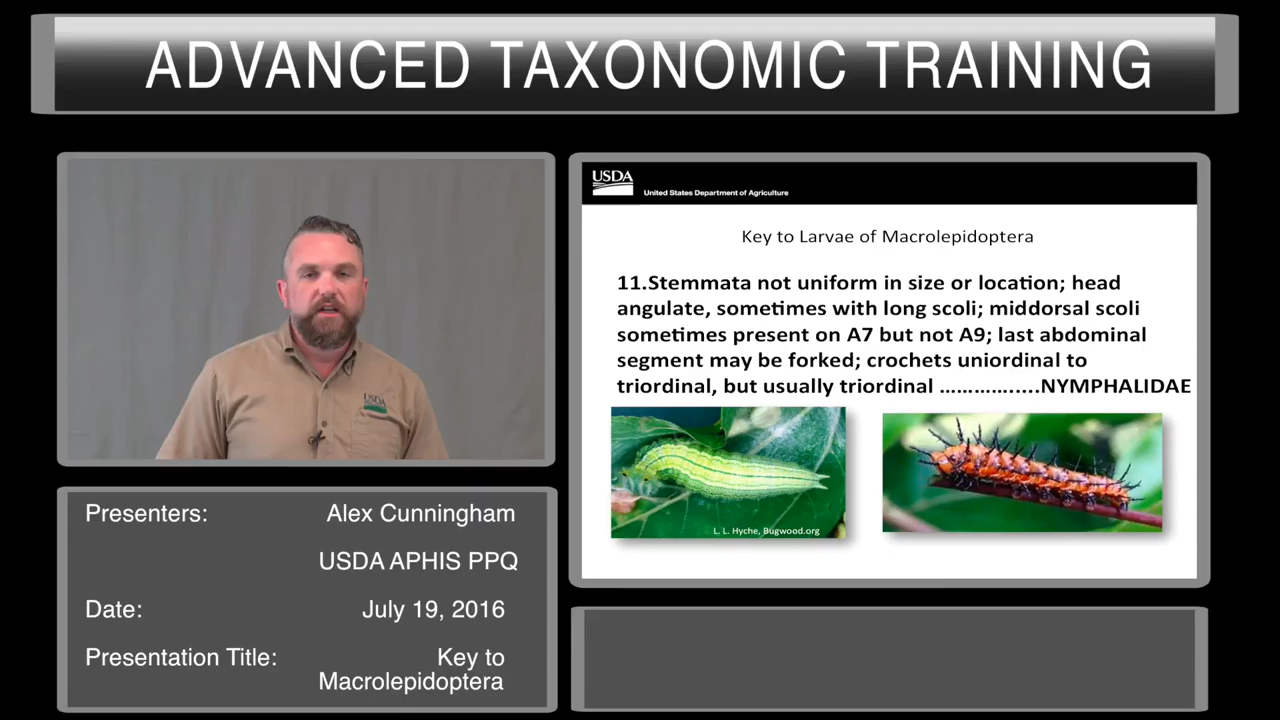 ADVANCED TAXONOMIC TRAINING
USDA
United States Department of Agriculture
Key to Larvae of Macrolepidoptera
11.Stemmata not uniform in size or location; head
angulate, sometimes with long scoli; middorsal scoli
sometimes present on A7 but not A9; last abdominal
segment may be forked; crochets uniordinal to
triordinal, but usually triordinal ..................NYMPHALIDAE
L. L. Hyche, Bugwood.org
USDA
Presenters: Alex Cunningham
USDA APHIS PPQ
Date: July 19, 2016
Presentation Title: Key to
Macrolepidoptera